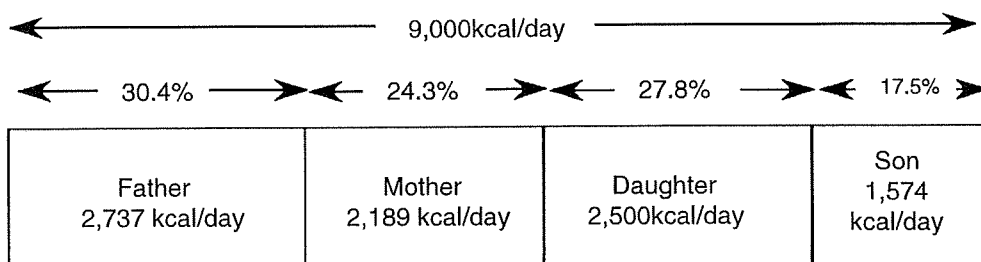 9,000kcal/day
30.4% 24.3% 27.8% 17.5%
Father
2,737 kcal/day
Mother
2,189 kcal/day
Daughter
2,500kcal/day
Son
1,574
kcal/day